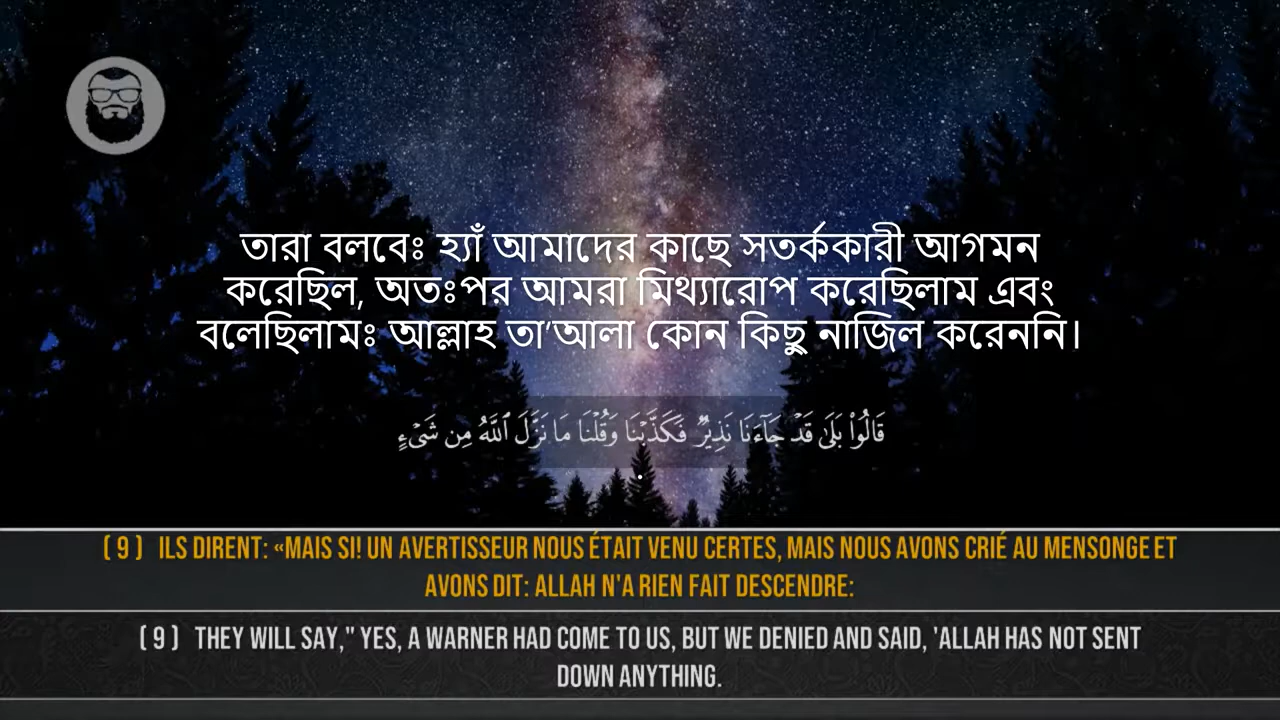 তারা বলবেঃ হ্যাঁ আমাদের কাছে সতর্ককারী আগমন
করেছিল, অতঃপর আমরা মিথ্যারোপ করেছিলাম এবং
বলেছিলামঃ আল্লাহ তা’আলা কোন কিছু নাজিল করেননি।
قَالُوا۟ بَلَىٰ قَدْ جَآءَنَا نَذِيرٌ فَكَذَّبْنَا وَقُلْنَا مَا نَزَّلَ ٱللَّهُ مِن شَىْءٍ
.
( 9 ) ILS DIRENT: «MAIS SI! UN AVERTISSEUR NOUS ÉTAIT VENU CERTES, MAIS NOUS AVONS CRIÉ AU MENSONGE ET
AVONS DIT: ALLAH N'A RIEN FAIT DESCENDRE:
( 9 ) THEY WILL SAY," YES, A WARNER HAD COME TO US, BUT WE DENIED AND SAID, 'ALLAH HAS NOT SENT
DOWN ANYTHING.